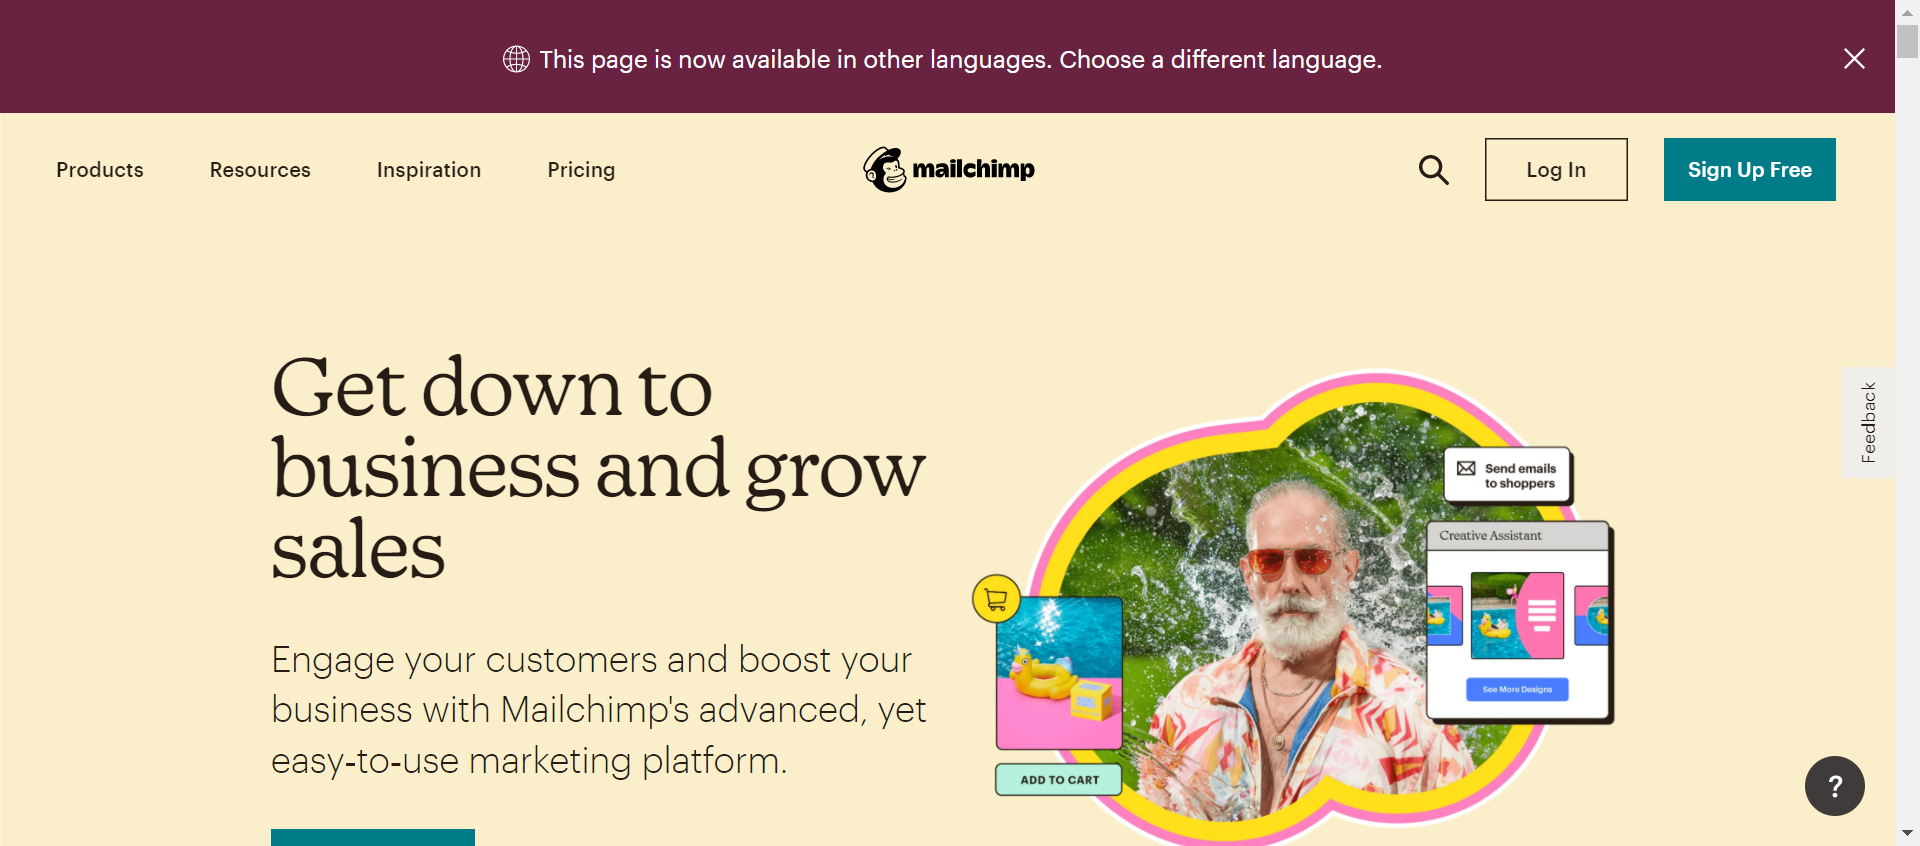 This page is now available in other languages. Choose a different language.
Products
Resources
Inspiration
Pricing
mailchimp
Log In
Sign Up Free
Get down to
business and grow
sales
Engage your customers and boost your
business with Mailchimp's advanced, yet
easy-to-use marketing platform.
Send emails
to shoppers
Creative Assistant
See More Designs
ADD TO CART
Feedback
?